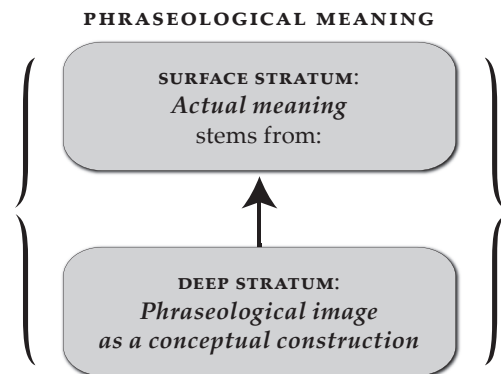 PHRASEOLOGICAL MEANING
SURFACE STRATUM:
Actual meaning
stems from:
DEEP STRATUM:
Phraseological image
as a conceptual construction